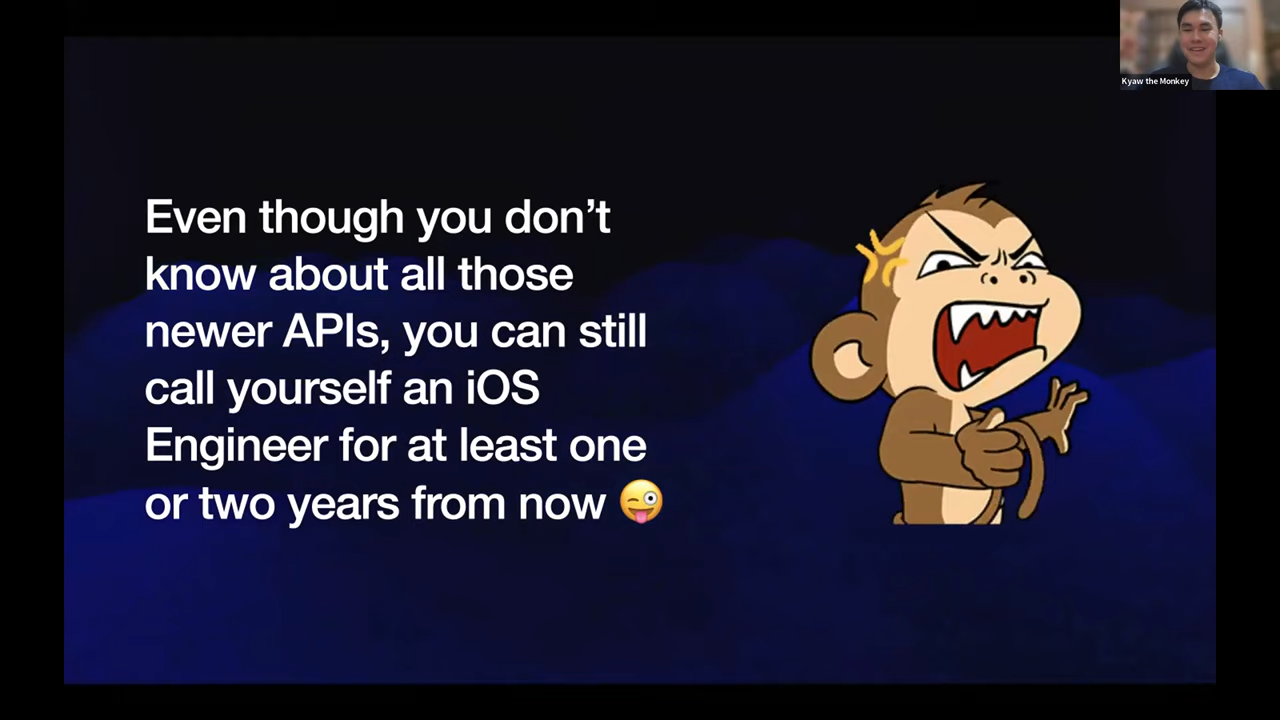 Kyaw the Monkey
Even though you don’t
know about all those
newer APIs, you can still
call yourself an iOS
Engineer for at least one
or two years from now 😜